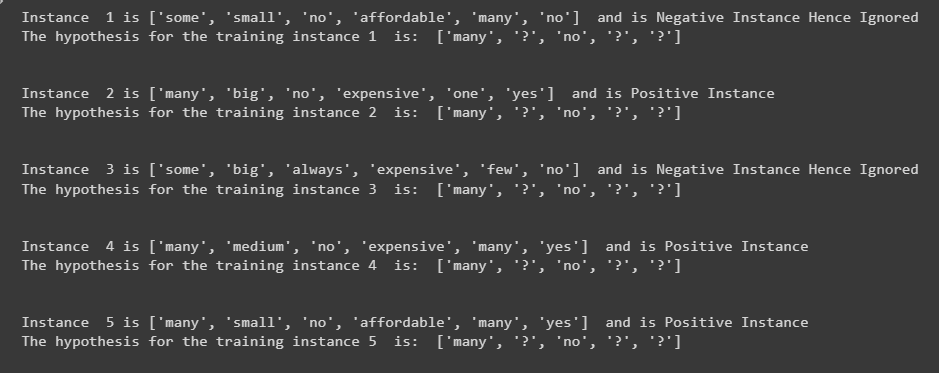 Instance  1 is ['some', 'small', 'no', 'affordable', 'many', 'no']  and is Negative Instance Hence Ignored
The hypothesis for the training instance 1  is:  ['many', '?', 'no', '?', '?']
Instance  2 is ['many', 'big', 'no', 'expensive', 'one', 'yes']  and is Positive Instance
The hypothesis for the training instance 2  is:  ['many', '?', 'no', '?', '?']
Instance  3 is ['some', 'big', 'always', 'expensive', 'few', 'no']  and is Negative Instance Hence Ignored
The hypothesis for the training instance 3  is:  ['many', '?', 'no', '?', '?']
Instance  4 is ['many', 'medium', 'no', 'expensive', 'many', 'yes']  and is Positive Instance
The hypothesis for the training instance 4  is:  ['many', '?', 'no', '?', '?']
Instance  5 is ['many', 'small', 'no', 'affordable', 'many', 'yes']  and is Positive Instance
The hypothesis for the training instance 5  is:  ['many', '?', 'no', '?', '?']